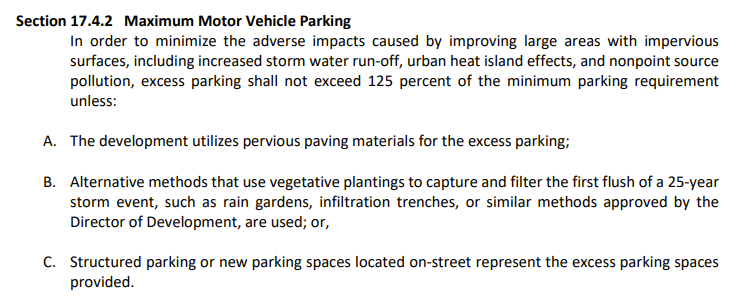 Section 17.4.2 Maximum Motor Vehicle Parking
In order to minimize the adverse impacts caused by improving large areas with impervious
surfaces, including increased storm water run-off, urban heat island effects, and nonpoint source
pollution, excess parking shall not exceed 125 percent of the minimum parking requirement
unless:
A. The development utilizes pervious paving materials for the excess parking;
B. Alternative methods that use vegetative plantings to capture and filter the first flush of a 25-year
storm event, such as rain gardens, infiltration trenches, or similar methods approved by the
Director of Development, are used; or,
C. Structured parking or new parking spaces located on-street represent the excess parking spaces
provided.